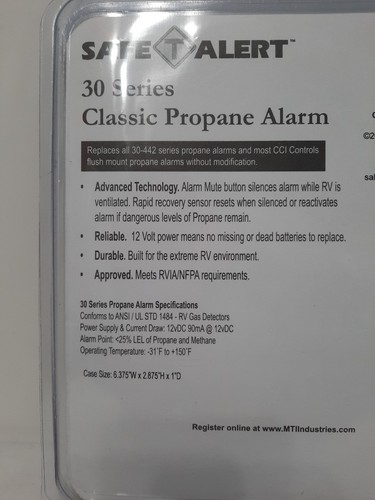 SAFE T ALERT™
30 Series
Classic Propane Alarm
Replaces all 30-442 series propane alarms and most CCI Controls
flush mount propane alarms without modification.
• Advanced Technology. Alarm Mute button silences alarm while RV is
ventilated. Rapid recovery sensor resets when silenced or reactivates
alarm if dangerous levels of Propane remain.
• Reliable. 12 Volt power means no missing or dead batteries to replace.
• Durable. Built for the extreme RV environment.
• Approved. Meets RVIA/NFPA requirements.
30 Series Propane Alarm Specifications
Conforms to ANSI / UL STD 1484 - RV Gas Detectors
Power Supply & Current Draw: 12vDC 90mA @ 12vDC
Alarm Point: <25% LEL of Propane and Methane
Operating Temperature: -31˚F to +150˚F
Case Size: 6.375"W x 2.875"H x 1"D
Register online at www.MTIIndustries.com